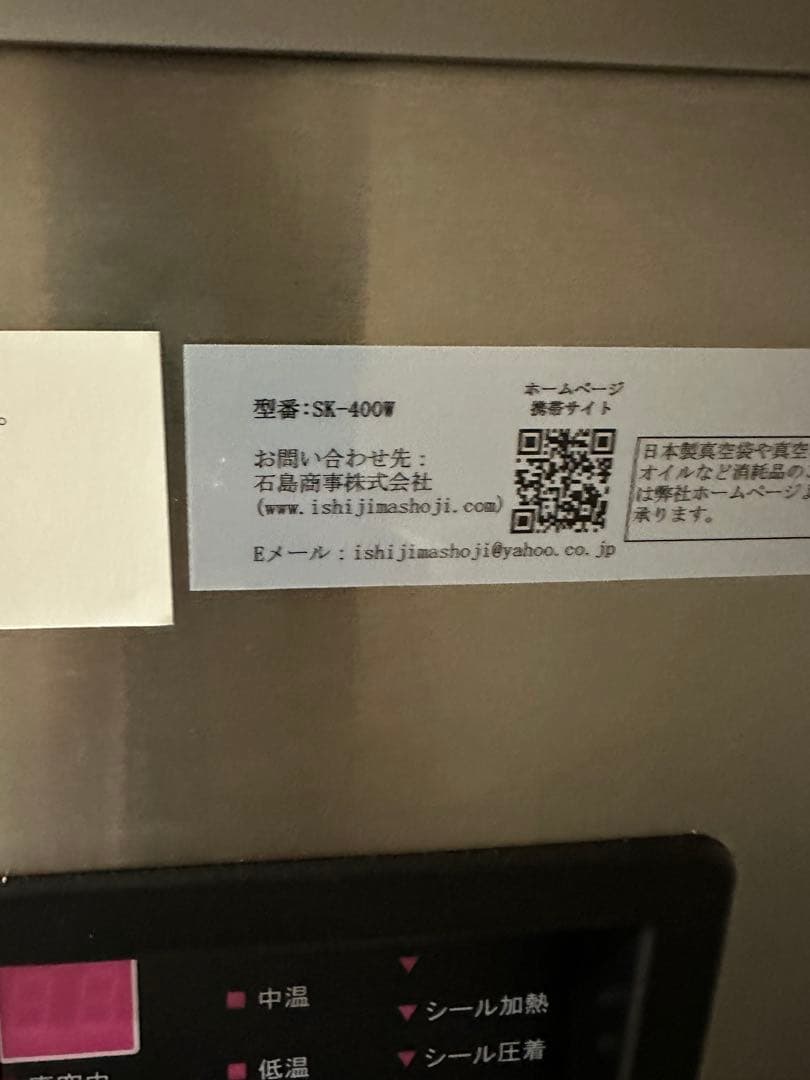 。
型番:SK-400W
お問い合わせ先：
石島商事株式会社
(www.ishijimashoji.com)
Eメール：ishijimashoji@yahoo.co.jp
ホームページ
携帯サイト
日本製真空袋や真空
オイルなど消耗品の
は弊社ホームページ
承ります。
中温
シール加熱
低温
シール圧着